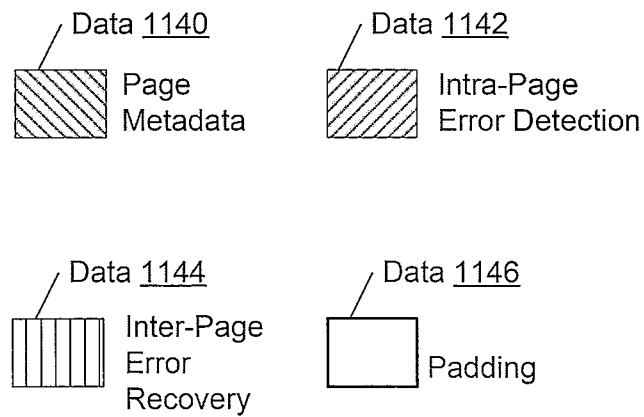 Data 1140
Page
Metadata
Data 1142
Intra-Page
Error Detection
Data 1144
Inter-Page
Error
Recovery
Data 1146
Padding